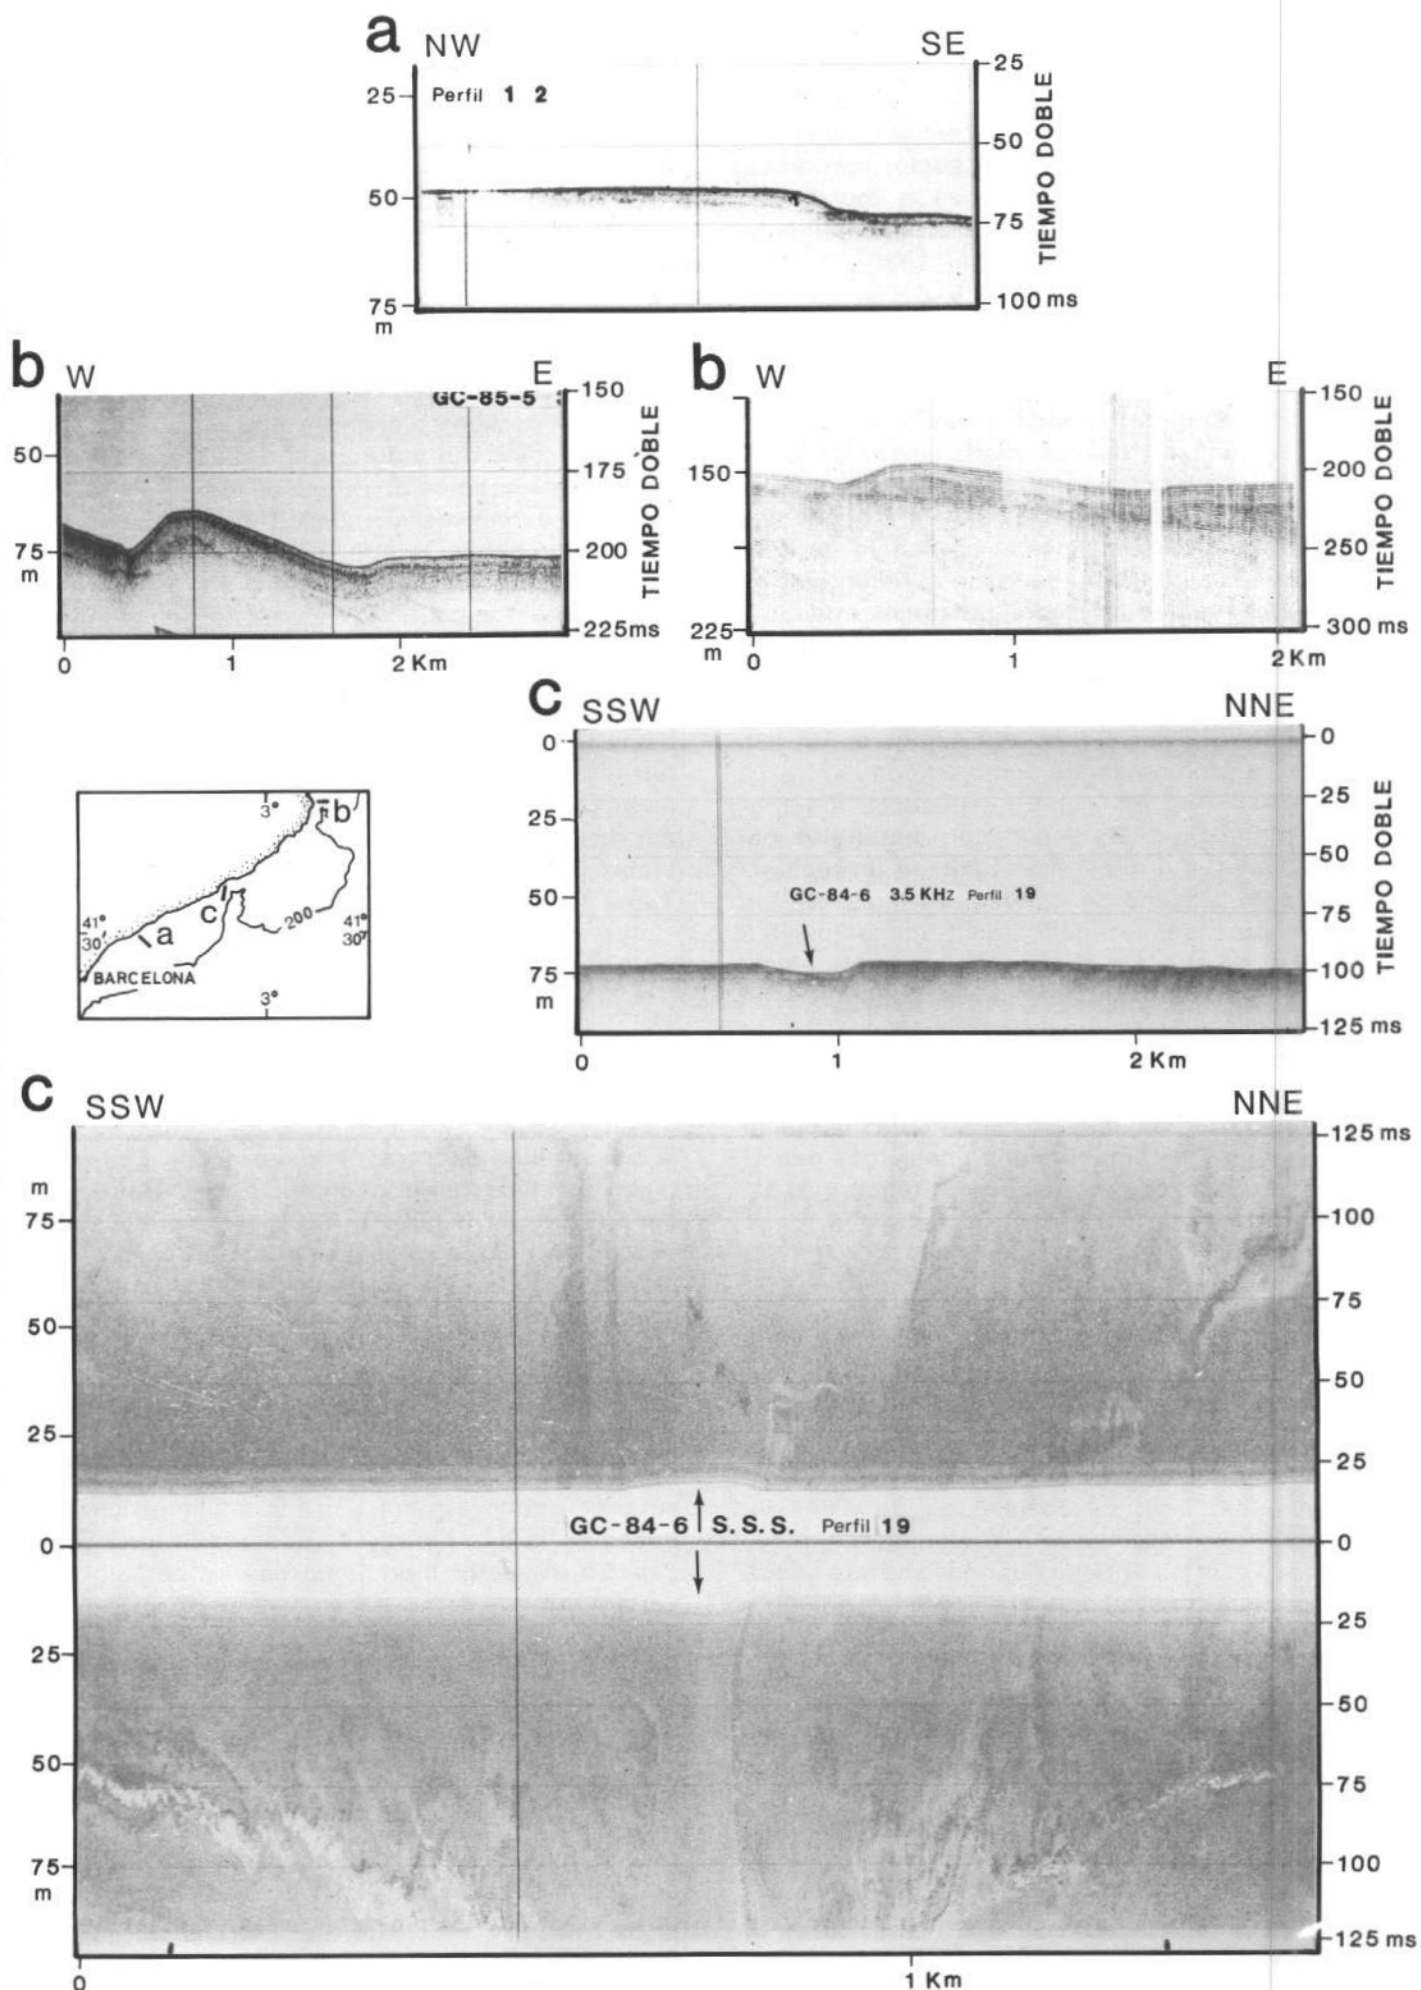 a NW SE
25 Perfil 1 2 25
50
50
75
75 100 ms
m
TIEMPO DOBLE
b W E
GC-85-5
150
50 175
75 200
m
225ms
TIEMPO DOBLE
0 1 2 Km
b W E
150
150 200
250
225 300 ms
m
TIEMPO DOBLE
0 1 2 Km
c SSW NNE
0 0
25 25
50
50 GC-84-6 3.5 KHz Perfil 19 75
75 100
m
125 ms
TIEMPO DOBLE
0 1 2 Km
3° b
c 200
41° 30' a 41° 30'
BARCELONA
3°
c SSW NNE
125 ms
m
75 100
75
50
50
25
25
GC-84-6 S.S.S. Perfil 19
0 0
25
25
50
50
75
75 100
m
125 ms
0 1 Km